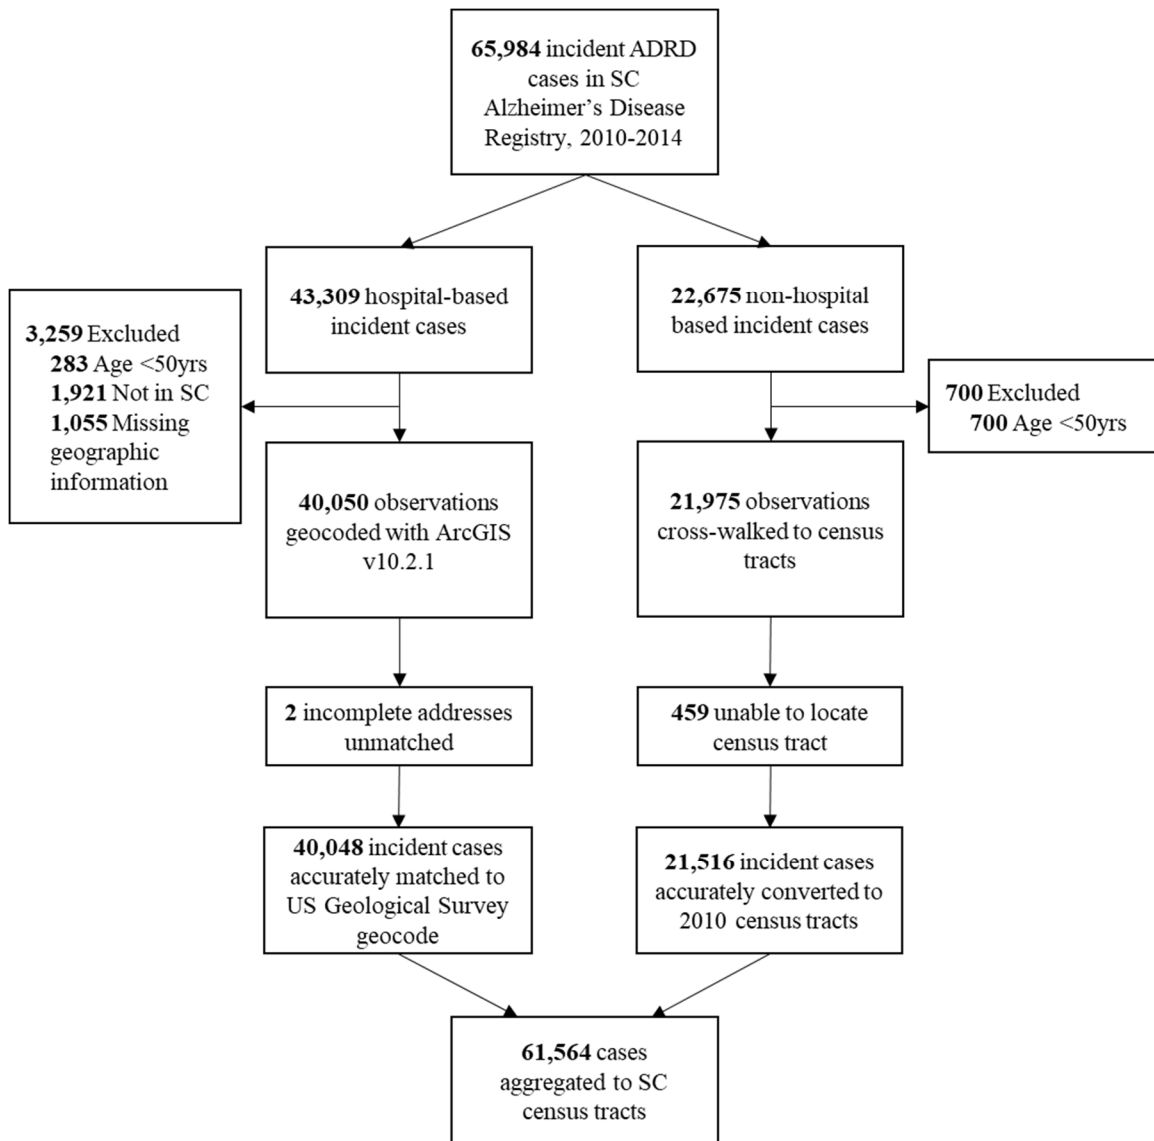 65,984 incident ADRD
cases in SC
Alzheimer's Disease
Registry, 2010-2014
43,309 hospital-based
incident cases
22,675 non-hospital
based incident cases
3,259 Excluded
283 Age <50yrs
1,921 Not in SC
1,055 Missing
geographic
information
700 Excluded
700 Age <50yrs
40,050 observations
geocoded with ArcGIS
v10.2.1
21,975 observations
cross-walked to census
tracts
2 incomplete addresses
unmatched
459 unable to locate
census tract
40,048 incident cases
accurately matched to
US Geological Survey
geocode
21,516 incident cases
accurately converted to
2010 census tracts
61,564 cases
aggregated to SC
census tracts